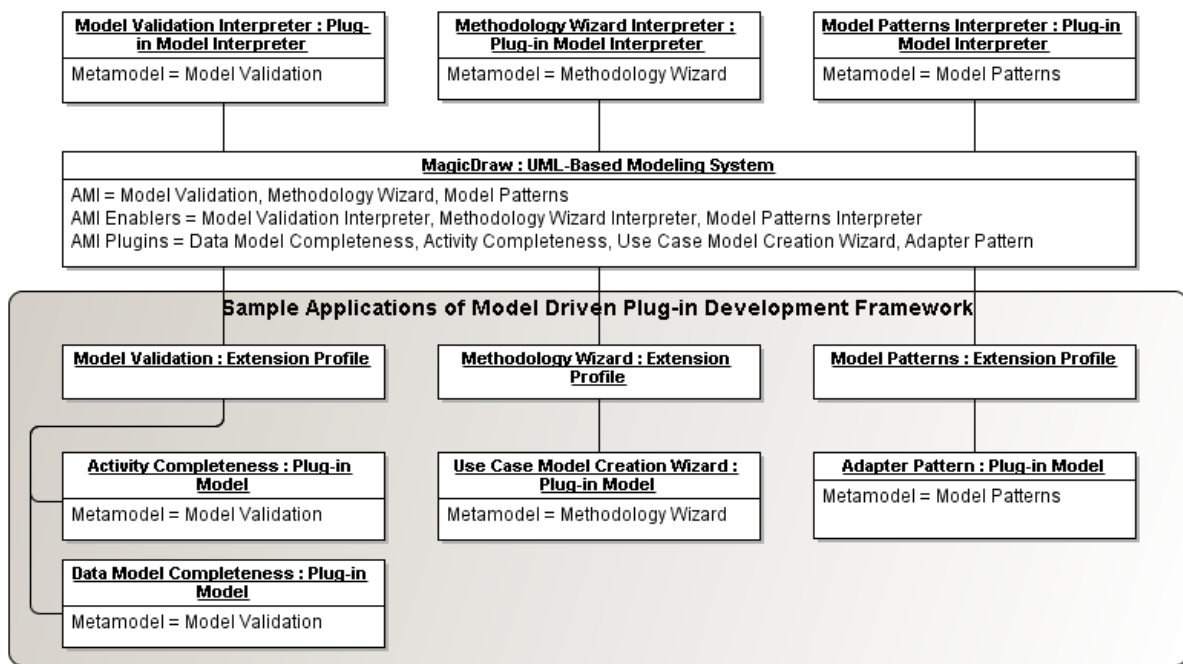 Model Validation Interpreter : Plug-
in Model Interpreter
Metamodel = Model Validation
Methodology Wizard Interpreter :
Plug-in Model Interpreter
Metamodel = Methodology Wizard
Model Patterns Interpreter : Plug-in
Model Interpreter
Metamodel = Model Patterns
MagicDraw : UML-Based Modeling System
AMI = Model Validation, Methodology Wizard, Model Patterns
AMI Enablers = Model Validation Interpreter, Methodology Wizard Interpreter, Model Patterns Interpreter
AMI Plugins = Data Model Completeness, Activity Completeness, Use Case Model Creation Wizard, Adapter Pattern
Sample Applications of Model Driven Plug-in Development Framework
Model Validation : Extension Profile
Methodology Wizard : Extension
Profile
Model Patterns : Extension Profile
Activity Completeness : Plug-in
Model
Metamodel = Model Validation
Use Case Model Creation Wizard :
Plug-in Model
Metamodel = Methodology Wizard
Adapter Pattern : Plug-in Model
Metamodel = Model Patterns
Data Model Completeness : Plug-in
Model
Metamodel = Model Validation